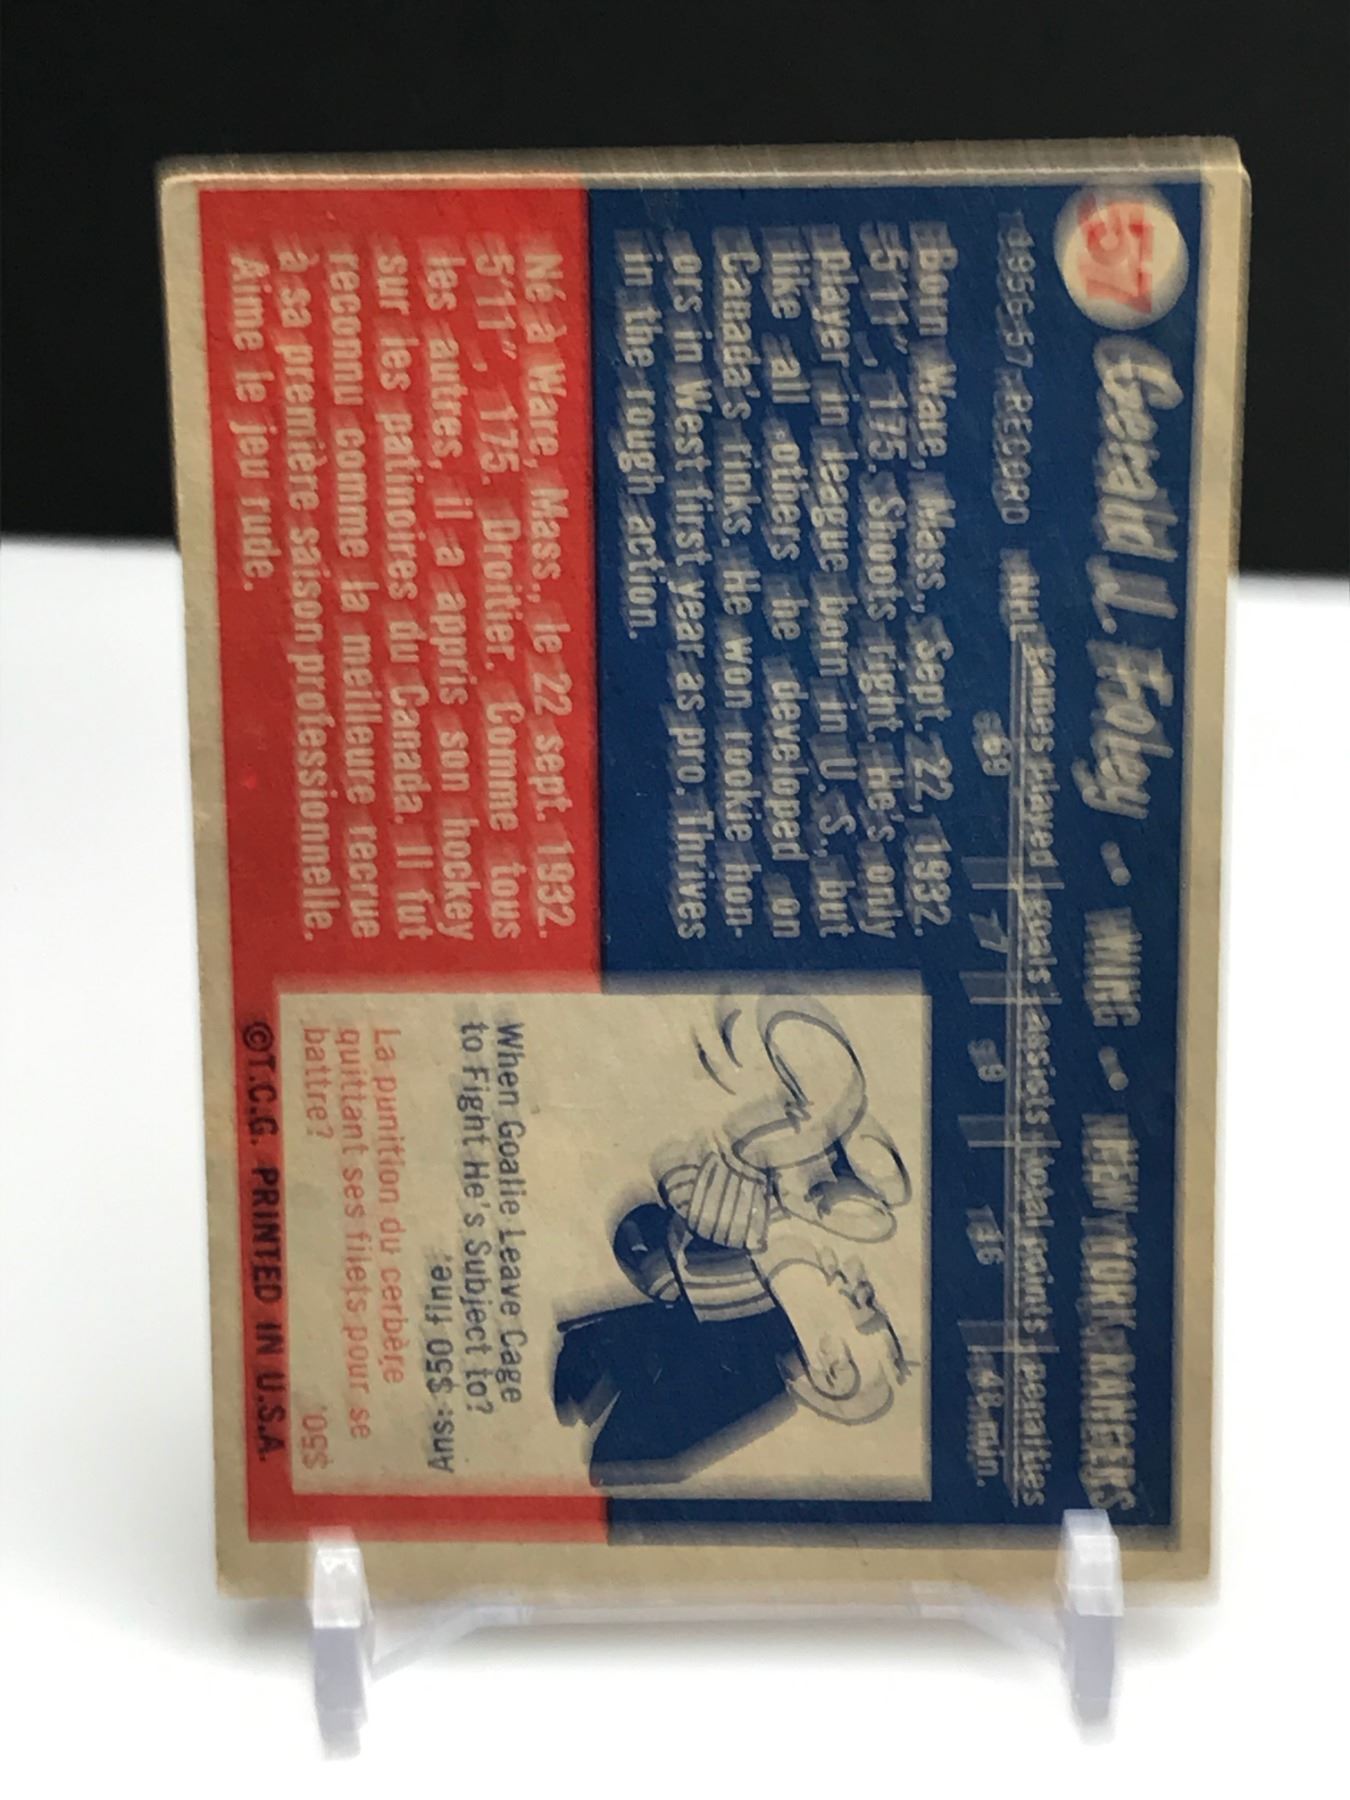 57 Gerald J. Foley • WING • NEW YORK RANGERS
1956-57 RECORD NHL games played goals assists total points penalties
69 7 9 16 48 min.
Born Ware, Mass., Sept. 22, 1932.
5'11", 175. Shoots right. He's only
player in league born in U.S., but
like all others he developed on
Canada's rinks. He won rookie hon-
ors in West first year as pro. Thrives
in the rough action.
Né à Ware, Mass., le 22 sept. 1932.
5'11", 175. Droitier. Comme tous
les autres, il a appris son hockey
sur les patinoires du Canada. Il fut
reconnu comme la meilleure recrue
à sa première saison professionnelle.
Aime le jeu rude.
When Goalie Leave Cage
to Fight He's Subject to?
Ans: $50 fine.
La punition du cerbère
quittant ses filets pour se
battre?
$50.
©T.C.G. PRINTED IN U.S.A.